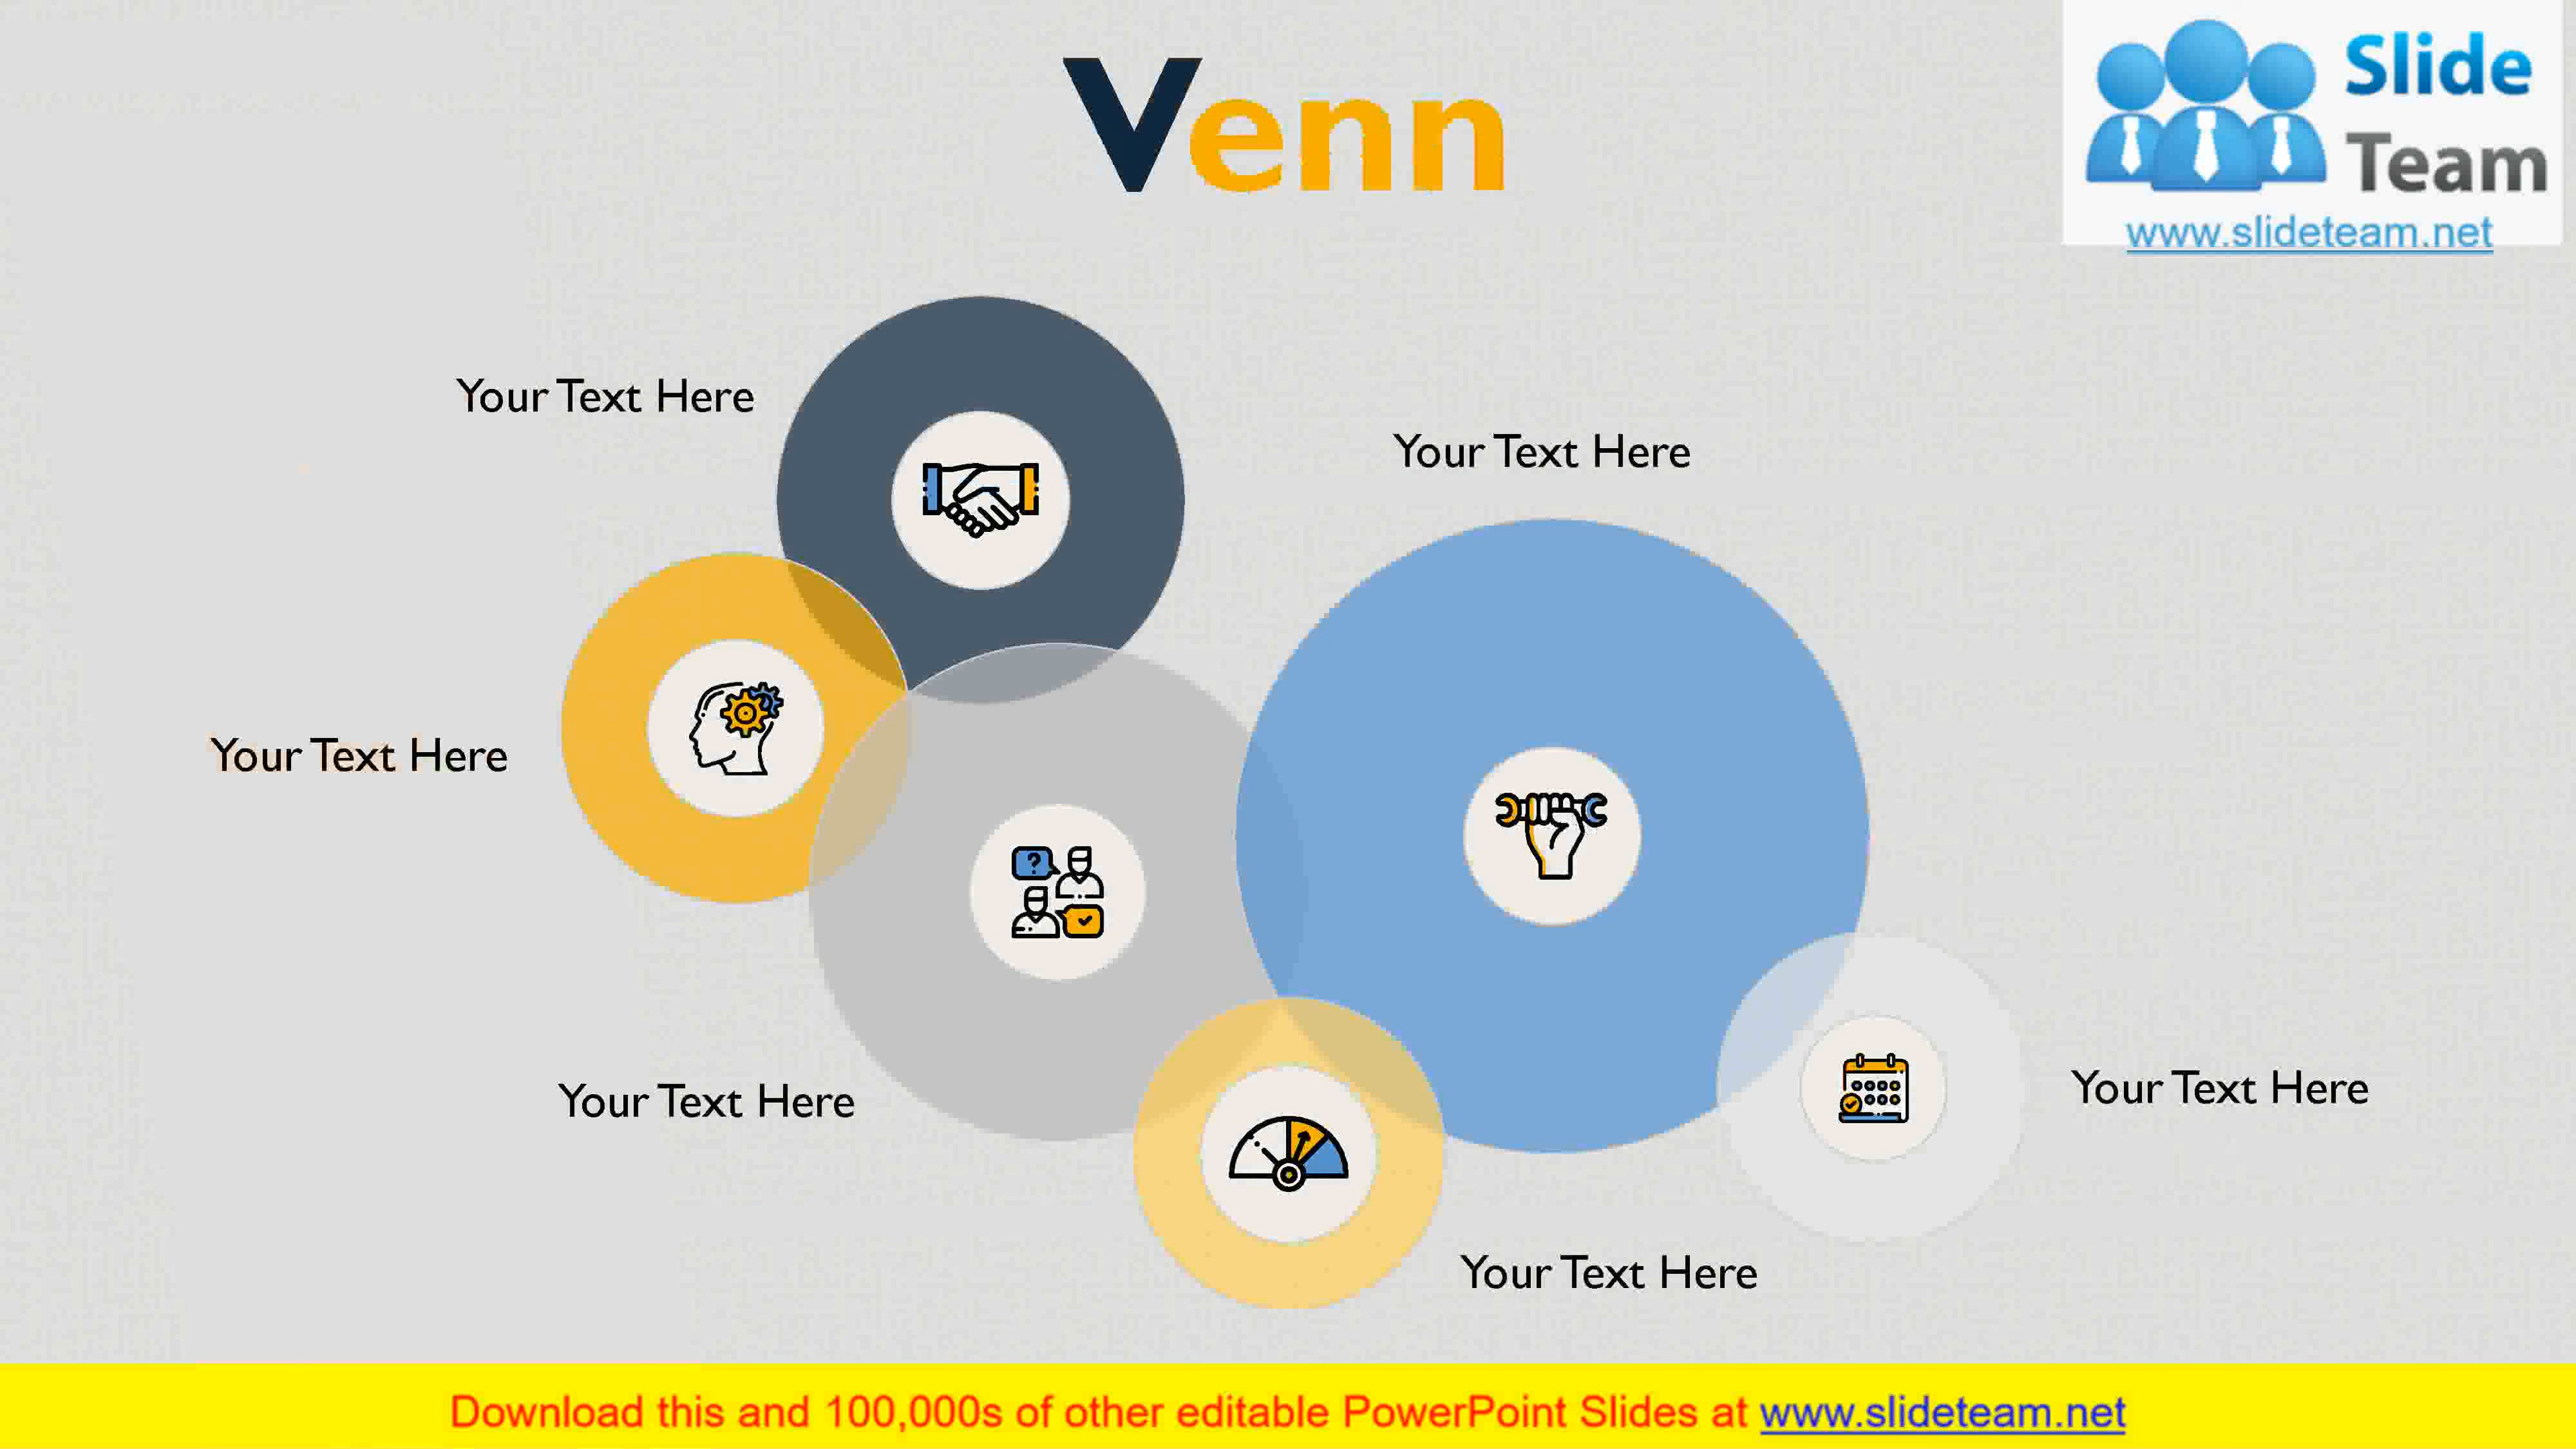 Venn
Slide
Team
www.slideteam.net
Your Text Here
Your Text Here
Your Text Here
Your Text Here
Your Text Here
Your Text Here
?
Download this and 100,000s of other editable PowerPoint Slides at www.slideteam.net